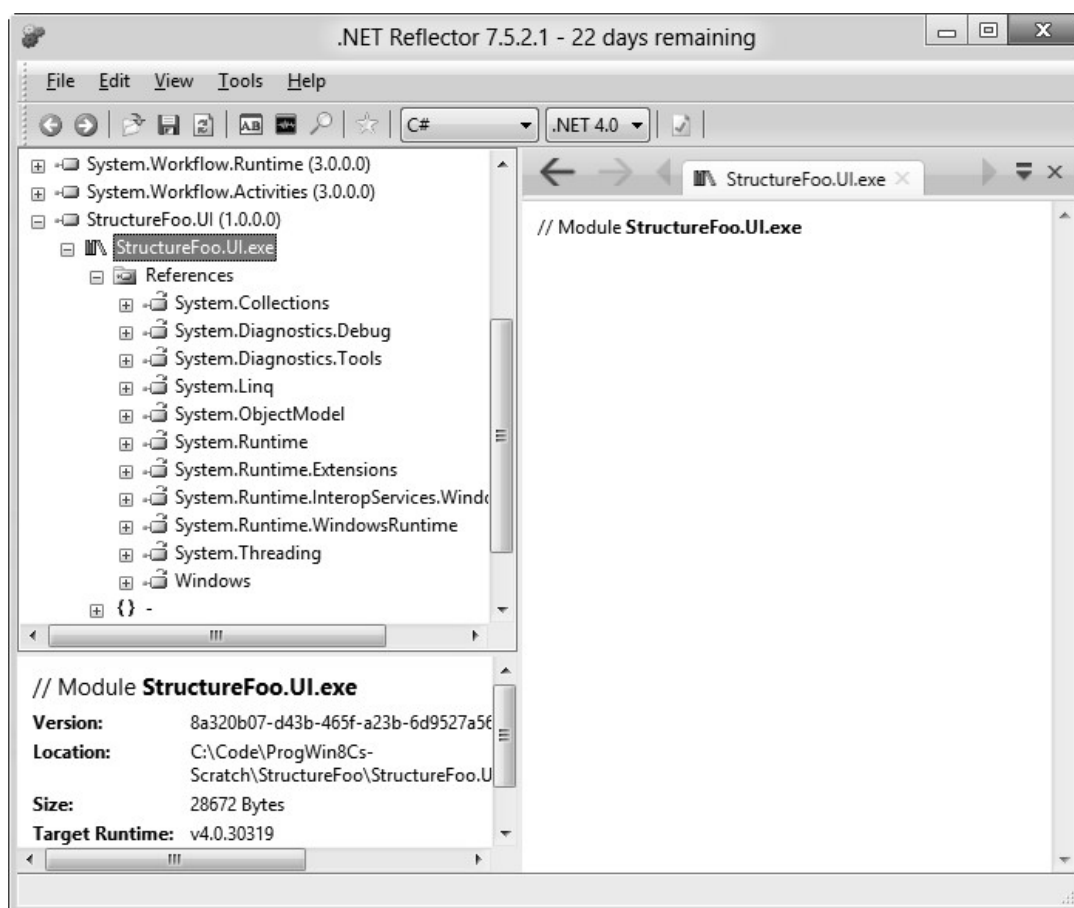 .NET Reflector 7.5.2.1 - 22 days remaining
File Edit View Tools Help
C# .NET 4.0
System.Workflow.Runtime (3.0.0.0)
System.Workflow.Activities (3.0.0.0)
StructureFoo.UI (1.0.0.0)
StructureFoo.UI.exe
References
System.Collections
System.Diagnostics.Debug
System.Diagnostics.Tools
System.Linq
System.ObjectModel
System.Runtime
System.Runtime.Extensions
System.Runtime.InteropServices.Windo
System.Runtime.WindowsRuntime
System.Threading
Windows
{} -
// Module StructureFoo.UI.exe
Version: 8a320b07-d43b-465f-a23b-6d9527a56
Location: C:\Code\ProgWin8Cs-
Scratch\StructureFoo\StructureFoo.U
Size: 28672 Bytes
Target Runtime: v4.0.30319
StructureFoo.UI.exe
// Module StructureFoo.UI.exe